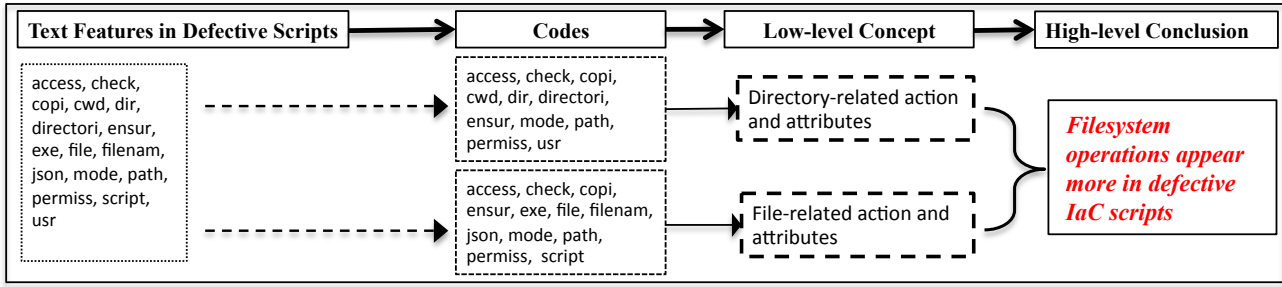 Text Features in Defective Scripts
Codes
Low-level Concept
High-level Conclusion
access, check,
copi, cwd, dir,
directori, ensur,
exe, file, filenam,
json, mode, path,
permiss, script,
usr
access, check, copi,
cwd, dir, directori,
ensur, mode, path,
permiss, usr
access, check, copi,
ensur, exe, file, filenam,
json, mode, path,
permiss, script
Directory-related action
and attributes
File-related action and
attributes
Filesystem
operations appear
more in defective
IaC scripts